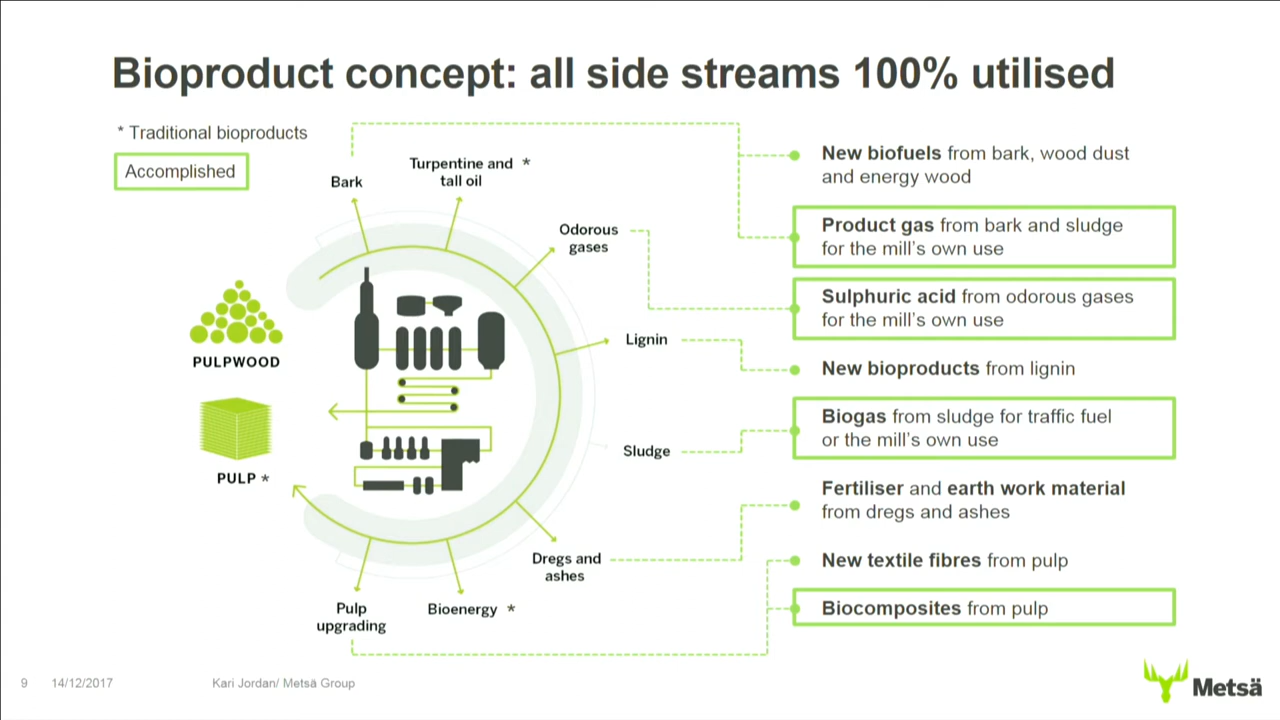 Bioproduct concept: all side streams 100% utilised
* Traditional bioproducts
Accomplished
Bark
Turpentine and *
tall oil
Odorous
gases
Lignin
Sludge
Dregs and
ashes
Bioenergy *
Pulp
upgrading
PULPWOOD
PULP *
New biofuels from bark, wood dust
and energy wood
Product gas from bark and sludge
for the mill's own use
Sulphuric acid from odorous gases
for the mill's own use
New bioproducts from lignin
Biogas from sludge for traffic fuel
or the mill's own use
Fertiliser and earth work material
from dregs and ashes
New textile fibres from pulp
Biocomposites from pulp
9 14/12/2017 Kari Jordan/ Metsä Group
Metsä